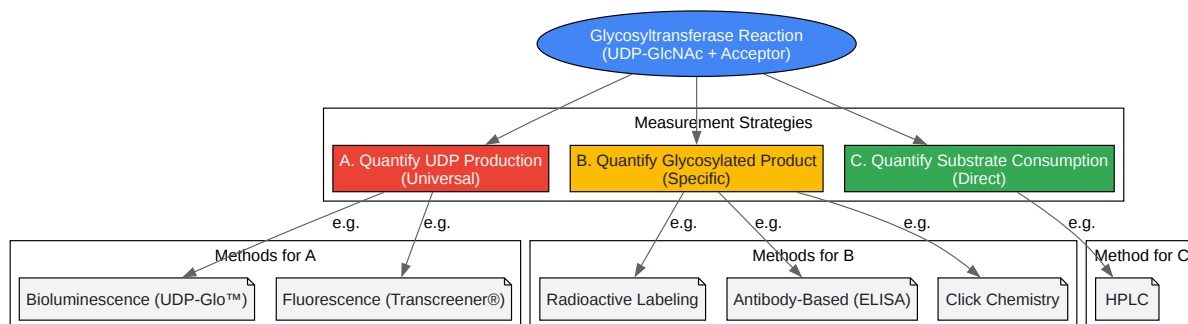 Glycosyltransferase Reaction
(UDP-GlcNAc + Acceptor)
Measurement Strategies
A. Quantify UDP Production
(Universal)
B. Quantify Glycosylated Product
(Specific)
C. Quantify Substrate Consumption
(Direct)
e.g.
e.g.
e.g.
e.g.
e.g.
e.g.
Methods for A
Methods for B
Method for C
Bioluminescence (UDP-Glo™)
Fluorescence (Transcreener®)
Radioactive Labeling
Antibody-Based (ELISA)
Click Chemistry
HPLC